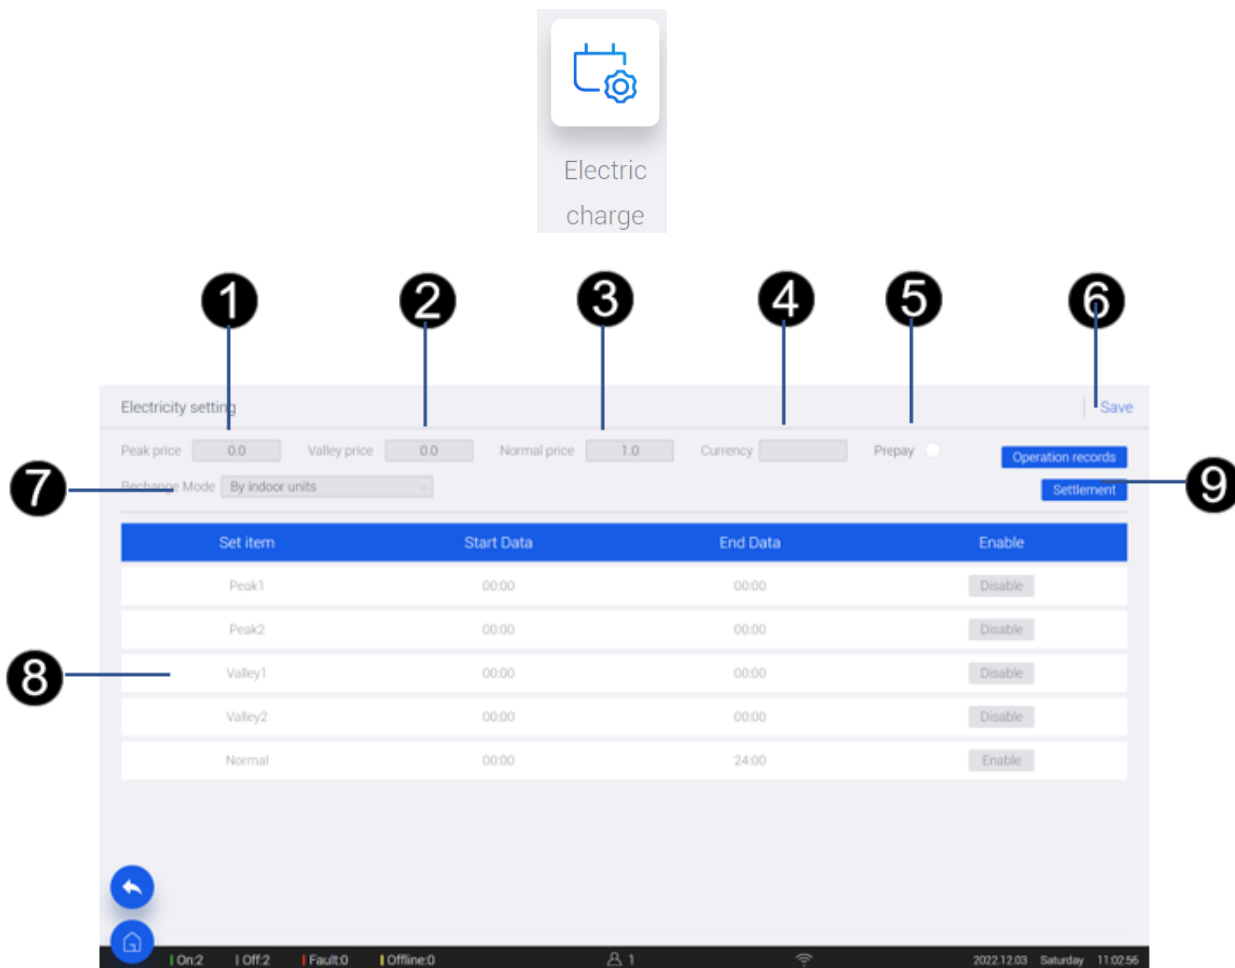 Electric
charge
1 2 3 4 5 6
Electricity setting Save
Peak price 0.0 Valley price 0.0 Normal price 1.0 Currency Prepay Operation records
7 Rechange Mode By indoor units Settlement 9
Set item Start Data End Data Enable
Peak1 00:00 00:00 Disable
Peak2 00:00 00:00 Disable
8 Valley1 00:00 00:00 Disable
Valley2 00:00 00:00 Disable
Normal 00:00 24:00 Enable
On:2 Off:2 Fault:0 Offline:0 1 2022.12.03 Saturday 11:02:56